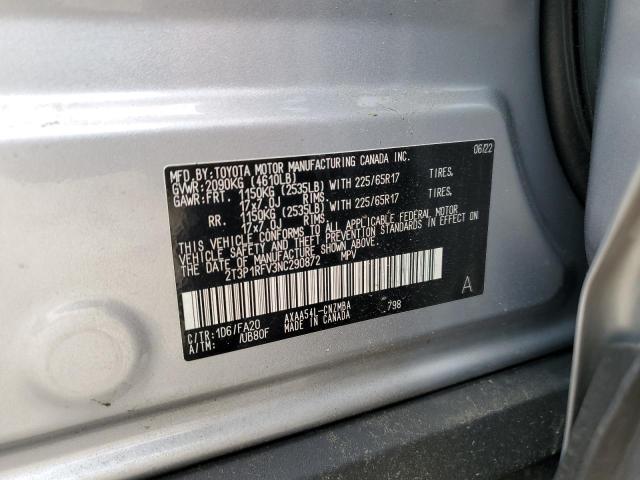 MFD. BY: TOYOTA MOTOR MANUFACTURING CANADA INC. 06/22
GVWR: 2090KG (4610LB)
GAWR: FRT. 1150KG (2535LB) WITH 225/65R17 TIRES,
17x7.0J RIMS,
RR. 1150KG (2535LB) WITH 225/65R17 TIRES,
17x7.0J RIMS,
THIS VEHICLE CONFORMS TO ALL APPLICABLE FEDERAL MOTOR
VEHICLE SAFETY AND THEFT PREVENTION STANDARDS IN EFFECT ON
THE DATE OF MANUFACTURE SHOWN ABOVE.
2T3P1RFV3NC290872 MPV
A
C/TR: 1D6/FA20 AXAA54L-CNZMBA 798
A/TM: /UB80F MADE IN CANADA